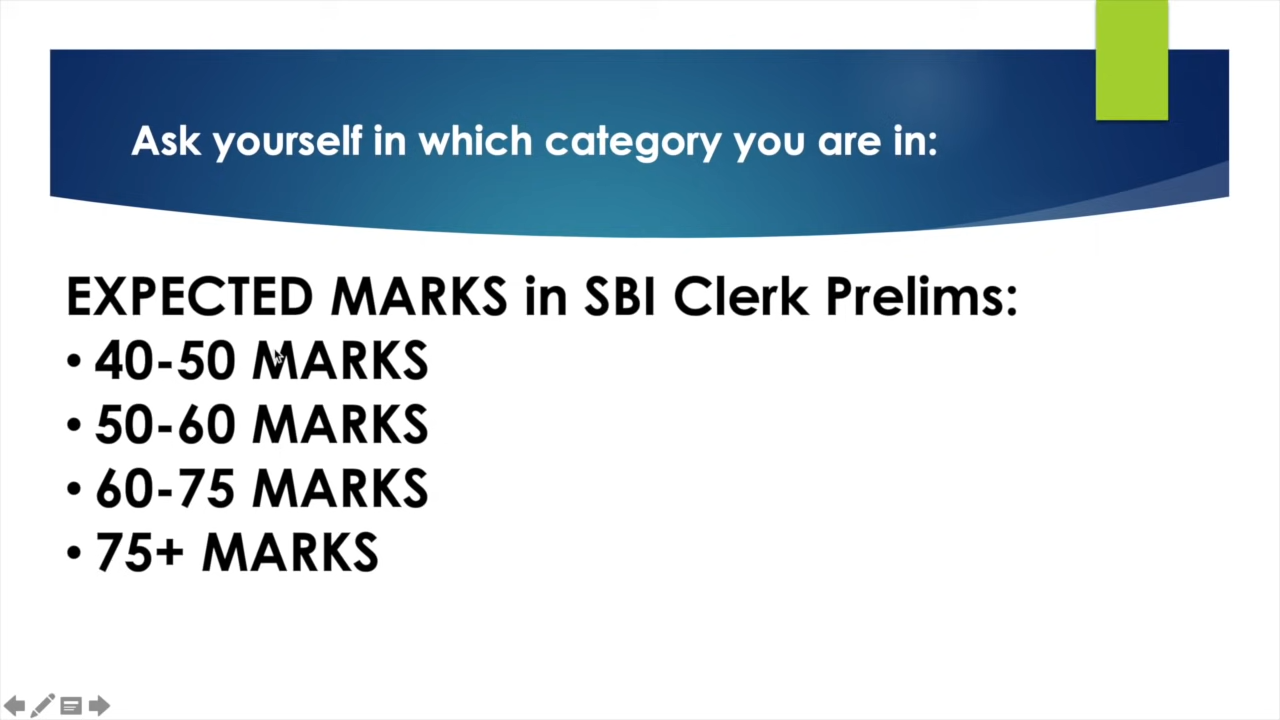 Ask yourself in which category you are in:
EXPECTED MARKS in SBI Clerk Prelims:
• 40-50 MARKS
• 50-60 MARKS
• 60-75 MARKS
• 75+ MARKS